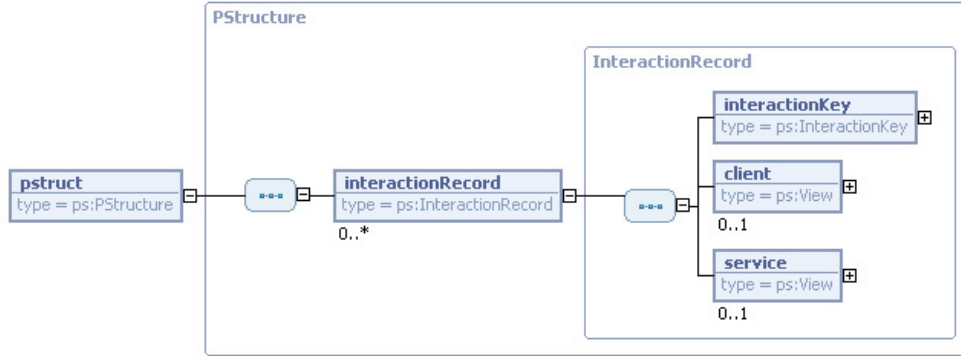 PStructure
InteractionRecord
interactionKey
type = ps:InteractionKey
pstruct
type = ps:PStructure
interactionRecord
type = ps:InteractionRecord
0..*
client
type = ps:View
0..1
service
type = ps:View
0..1